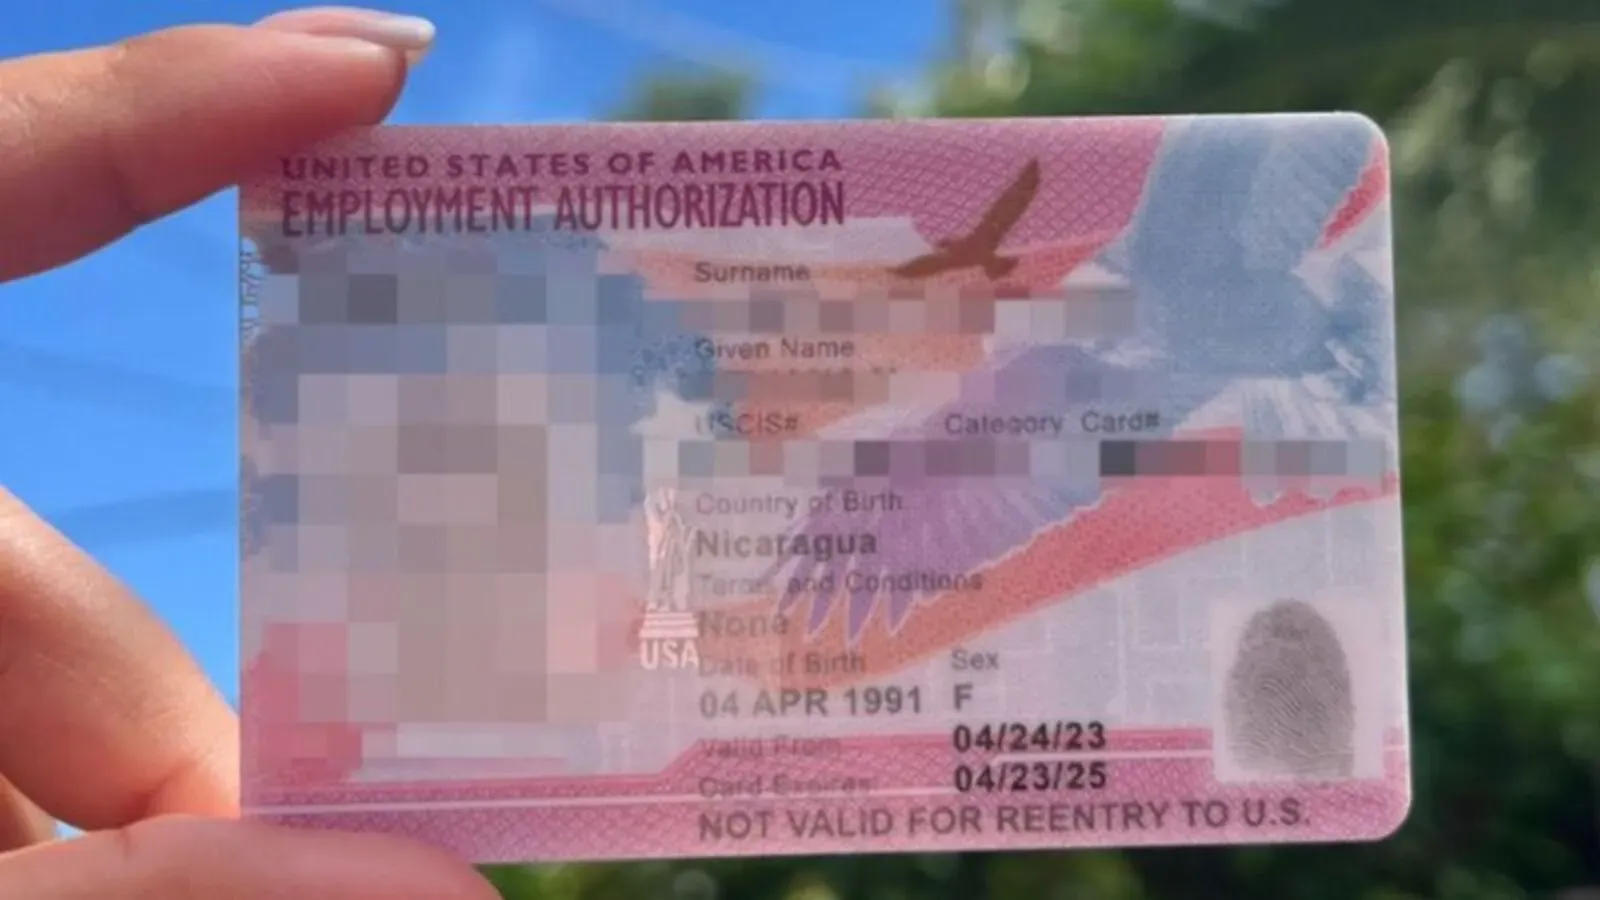 UNITED STATES OF AMERICA
EMPLOYMENT AUTHORIZATION
Surname
Given Name
USCIS# Category Card#
Country of Birth
Nicaragua
Terms and Conditions
None
USA
Date of Birth Sex
04 APR 1991 F
Valid From 04/24/23
Card Expires 04/23/25
NOT VALID FOR REENTRY TO U.S.